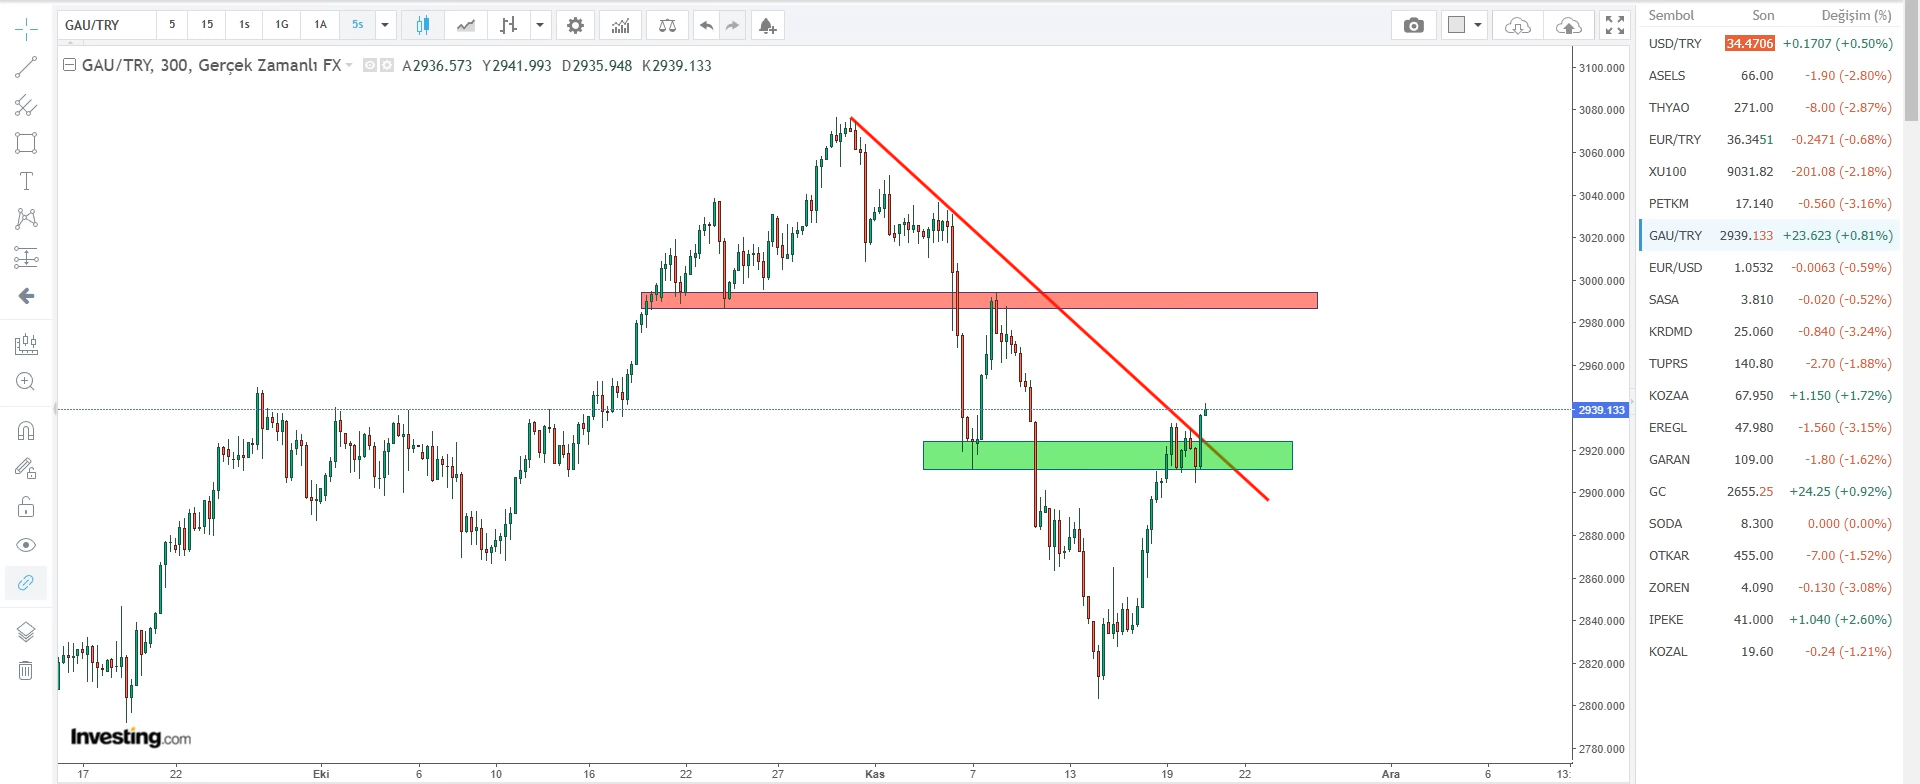 GAU/TRY 5 15 1s 1G 1A 5s
GAU/TRY, 300, Gerçek Zamanlı FX A2936.573 Y2941.993 D2935.948 K2939.133
3100.000
3080.000
3060.000
3040.000
3020.000
3000.000
2980.000
2960.000
2939.133
2920.000
2900.000
2880.000
2860.000
2840.000
2820.000
2800.000
2780.000
Investing.com
17 22 Eki 6 10 16 22 27 Kas 7 13 19 22 Ara 6 13:
Sembol Son Değişim (%)
USD/TRY 34.4706 +0.1707 (+0.50%)
ASELS 66.00 -1.90 (-2.80%)
THYAO 271.00 -8.00 (-2.87%)
EUR/TRY 36.3451 -0.2471 (-0.68%)
XU100 9031.82 -201.08 (-2.18%)
PETKM 17.140 -0.560 (-3.16%)
GAU/TRY 2939.133 +23.623 (+0.81%)
EUR/USD 1.0532 -0.0063 (-0.59%)
SASA 3.810 -0.020 (-0.52%)
KRDMD 25.060 -0.840 (-3.24%)
TUPRS 140.80 -2.70 (-1.88%)
KOZAA 67.950 +1.150 (+1.72%)
EREGL 47.980 -1.560 (-3.15%)
GARAN 109.00 -1.80 (-1.62%)
GC 2655.25 +24.25 (+0.92%)
SODA 8.300 0.000 (0.00%)
OTKAR 455.00 -7.00 (-1.52%)
ZOREN 4.090 -0.130 (-3.08%)
IPEKE 41.000 +1.040 (+2.60%)
KOZAL 19.60 -0.24 (-1.21%)